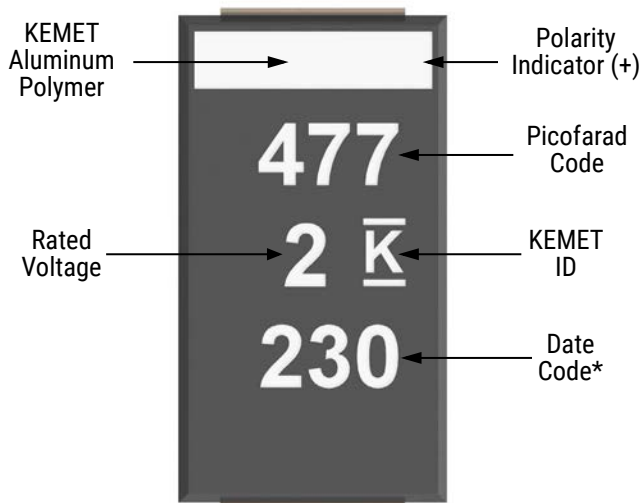 KEMET
Aluminum
Polymer
Polarity
Indicator (+)
477
Picofarad
Code
Rated
Voltage
2 K
KEMET
ID
230
Date
Code*